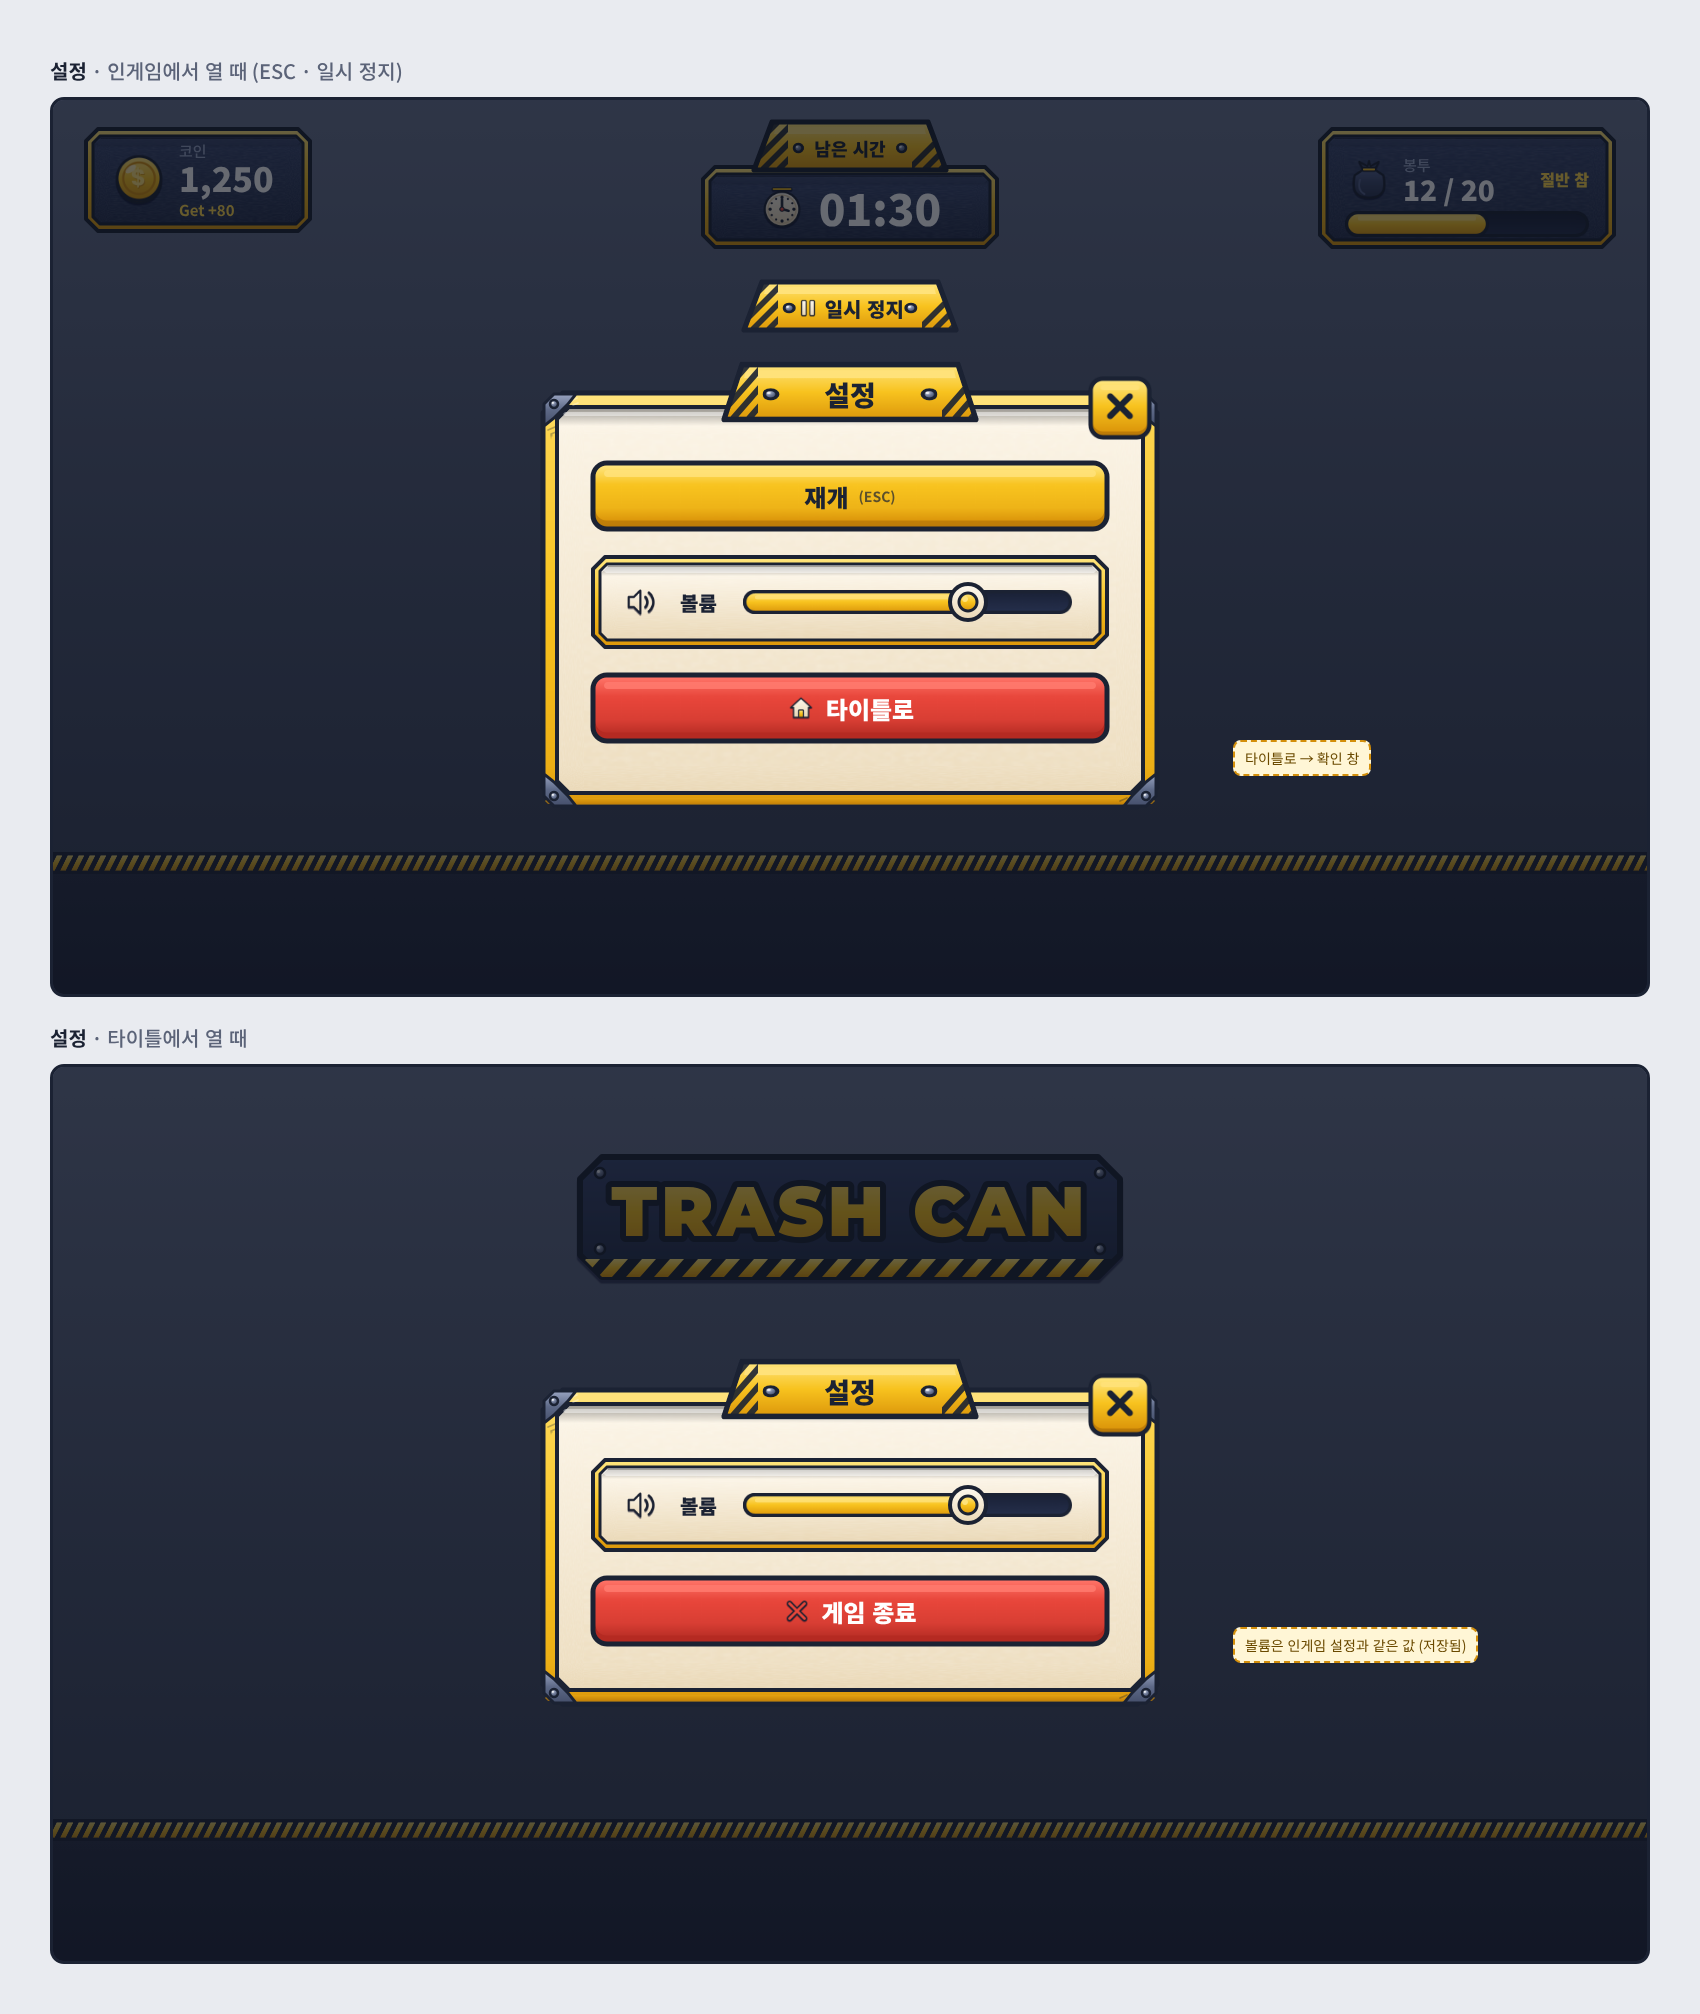 설정 · 인게임에서 열 때 (ESC · 일시 정지)
코인
1,250
Get +80
남은 시간
01:30
봉투
12 / 20
절반 참
일시 정지
설정
재개 (ESC)
볼륨
타이틀로
타이틀로 → 확인 창
설정 · 타이틀에서 열 때
TRASH CAN
설정
볼륨
게임 종료
볼륨은 인게임 설정과 같은 값 (저장됨)